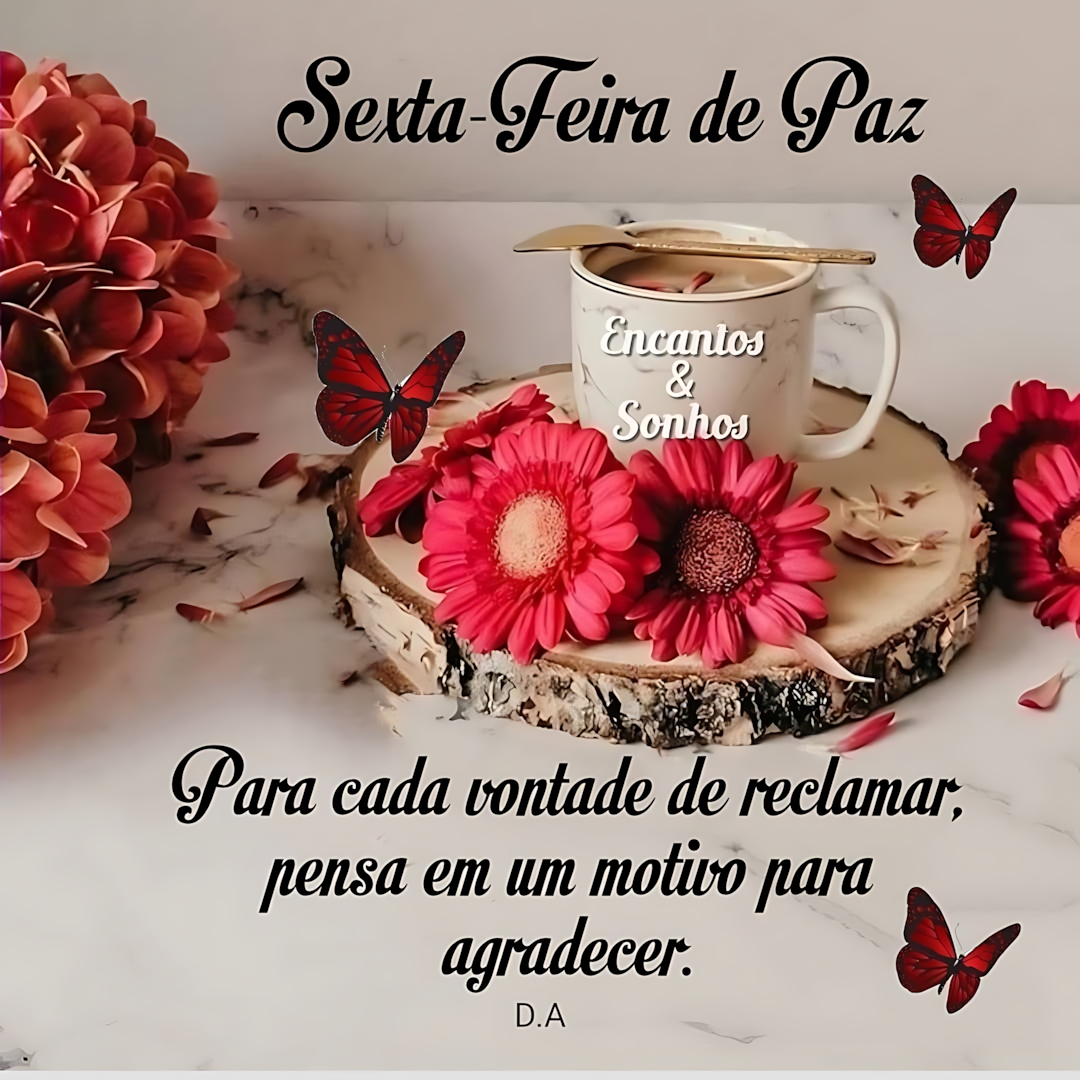 Sexta-Feira de Paz
Encantos
&
Sonhos
Para cada vontade de reclamar,
pensa em um motivo para
agradecer.
D.A